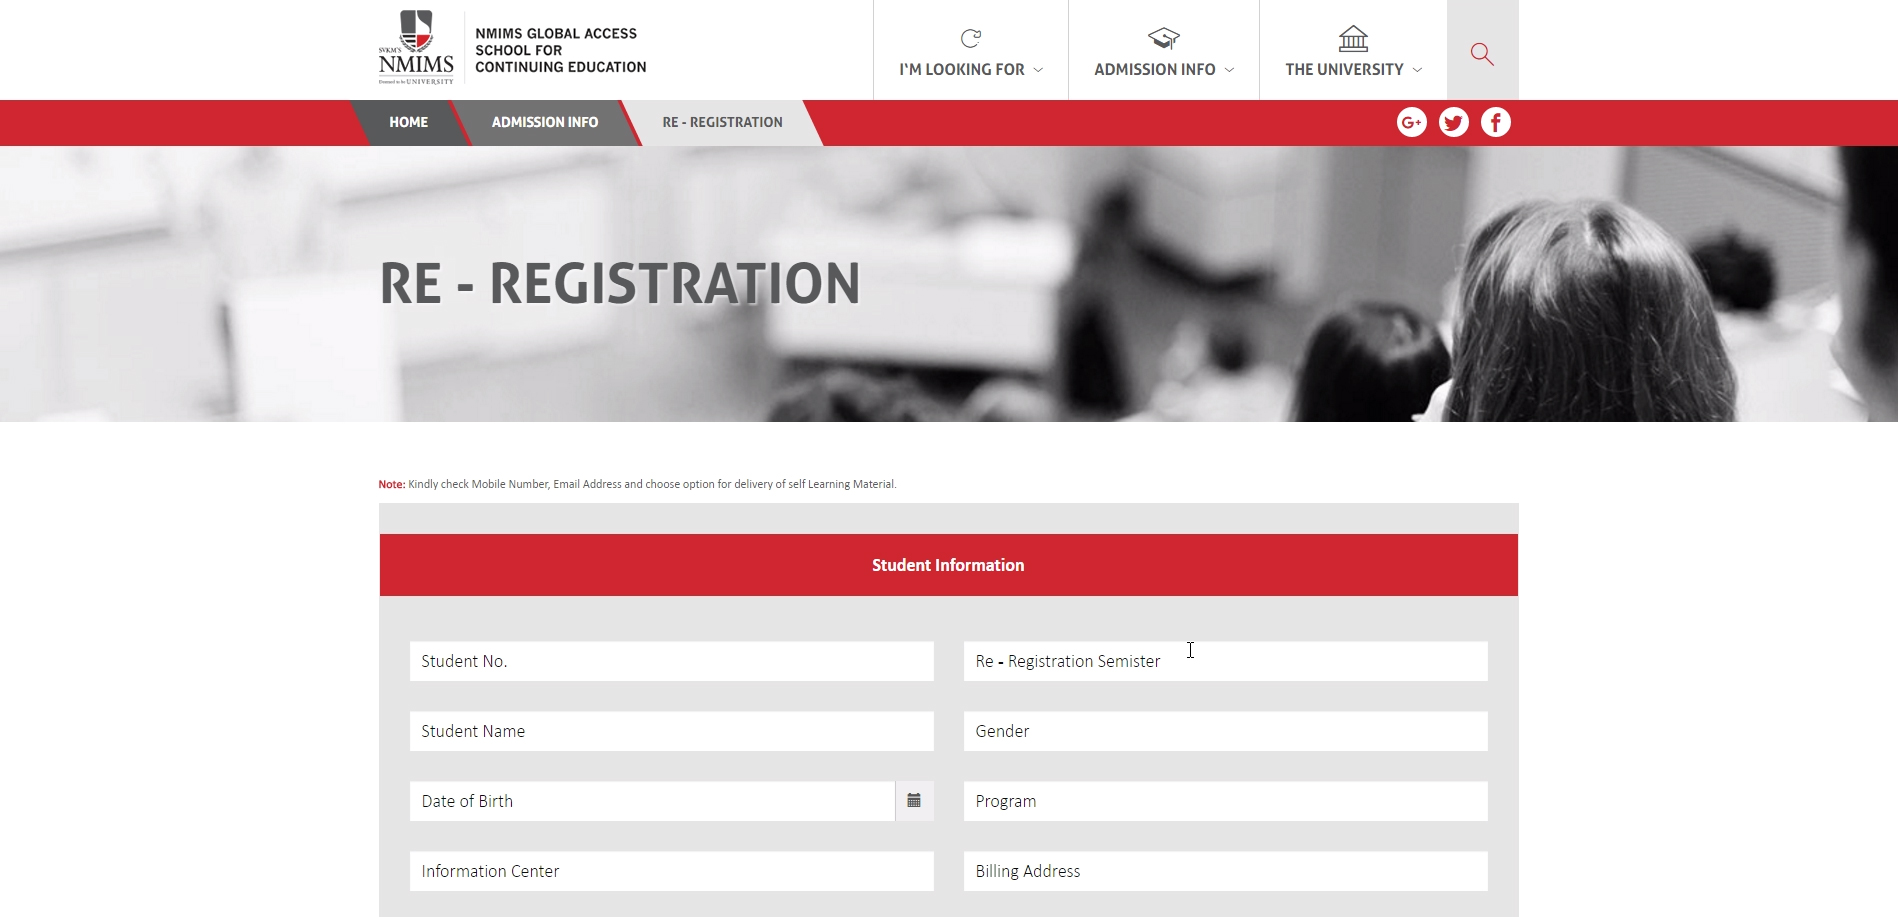 SVKM'S
NMIMS
Deemed to be UNIVERSITY
NMIMS GLOBAL ACCESS
SCHOOL FOR
CONTINUING EDUCATION
I'M LOOKING FOR
ADMISSION INFO
THE UNIVERSITY
HOME
ADMISSION INFO
RE - REGISTRATION
G+
f
RE - REGISTRATION
Note: Kindly check Mobile Number, Email Address and choose option for delivery of self Learning Material.
Student Information
Student No.
Re - Registration Semister
Student Name
Gender
Date of Birth
Program
Information Center
Billing Address